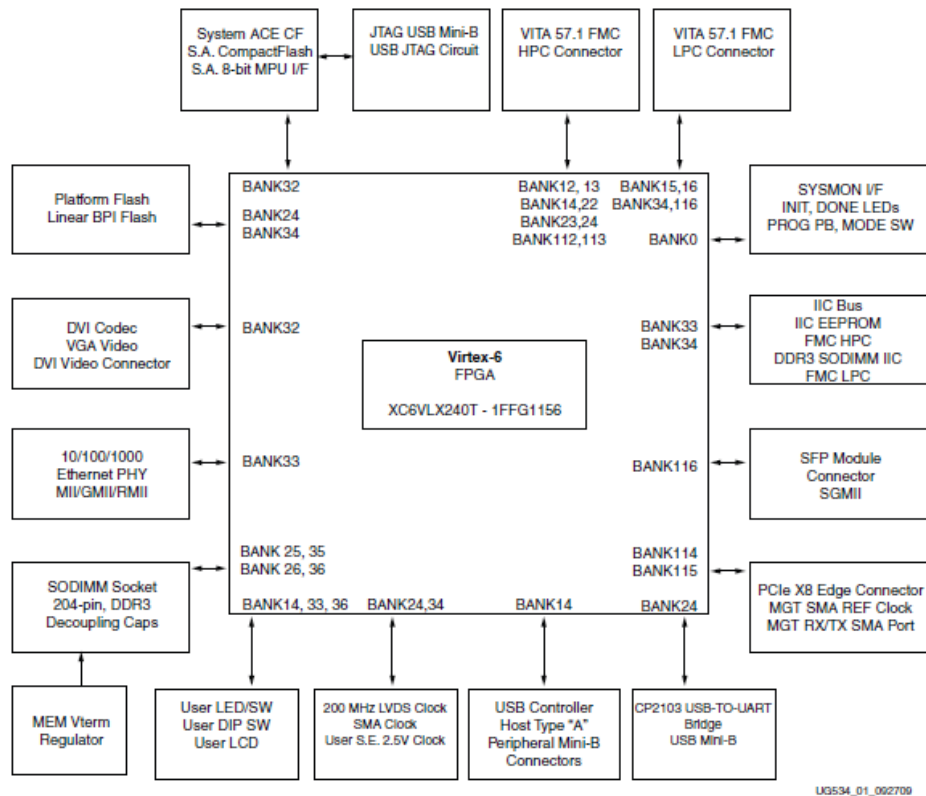 System ACE CF
S.A. CompactFlash
S.A. 8-bit MPU I/F
JTAG USB Mini-B
USB JTAG Circuit
VITA 57.1 FMC
HPC Connector
VITA 57.1 FMC
LPC Connector
BANK32
BANK12, 13
BANK14,22
BANK23,24
BANK112,113
BANK15,16
BANK34,116
BANK0
Platform Flash
Linear BPI Flash
BANK24
BANK34
SYSMON I/F
INIT, DONE LEDs
PROG PB, MODE SW
DVI Codec
VGA Video
DVI Video Connector
BANK32
BANK33
BANK34
IIC Bus
IIC EEPROM
FMC HPC
DDR3 SODIMM IIC
FMC LPC
Virtex-6
FPGA
XC6VLX240T - 1FFG1156
10/100/1000
Ethernet PHY
MII/GMII/RMII
BANK33
BANK116
SFP Module
Connector
SGMII
SODIMM Socket
204-pin, DDR3
Decoupling Caps
BANK 25, 35
BANK 26, 36
BANK114
BANK115
PCIe X8 Edge Connector
MGT SMA REF Clock
MGT RX/TX SMA Port
BANK14, 33, 36
BANK24,34
BANK14
BANK24
MEM Vterm
Regulator
User LED/SW
User DIP SW
User LCD
200 MHz LVDS Clock
SMA Clock
User S.E. 2.5V Clock
USB Controller
Host Type “A”
Peripheral Mini-B
Connectors
CP2103 USB-TO-UART
Bridge
USB Mini-B
UG534_01_092709